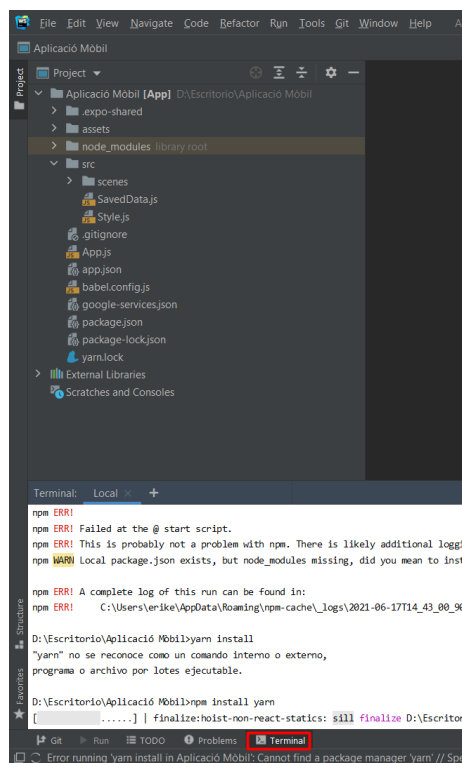 File Edit View Navigate Code Refactor Run Tools Git Window Help A
Aplicació Mòbil
Project
Project
Aplicació Mòbil [App] D:\Escritorio\Aplicació Mòbil
.expo-shared
assets
node_modules library root
src
scenes
SavedData.js
Style.js
.gitignore
App.js
app.json
babel.config.js
google-services.json
package.json
package-lock.json
yarn.lock
External Libraries
Scratches and Consoles
Terminal: Local × +
npm ERR!
npm ERR! Failed at the @ start script.
npm ERR! This is probably not a problem with npm. There is likely additional loggi
npm WARN Local package.json exists, but node_modules missing, did you mean to inst
npm ERR! A complete log of this run can be found in:
npm ERR! C:\Users\erike\AppData\Roaming\npm-cache\_logs\2021-06-17T14_43_00_90
Structure
D:\Escritorio\Aplicació Mòbil>yarn install
"yarn" no se reconoce como un comando interno o externo,
programa o archivo por lotes ejecutable.
Favorites
D:\Escritorio\Aplicació Mòbil>npm install yarn
[ ......] | finalize:hoist-non-react-statics: sill finalize D:\Escritor
Git Run TODO Problems Terminal
Error running 'yarn install in Aplicació Mòbil': Cannot find a package manager 'yarn' // Spe